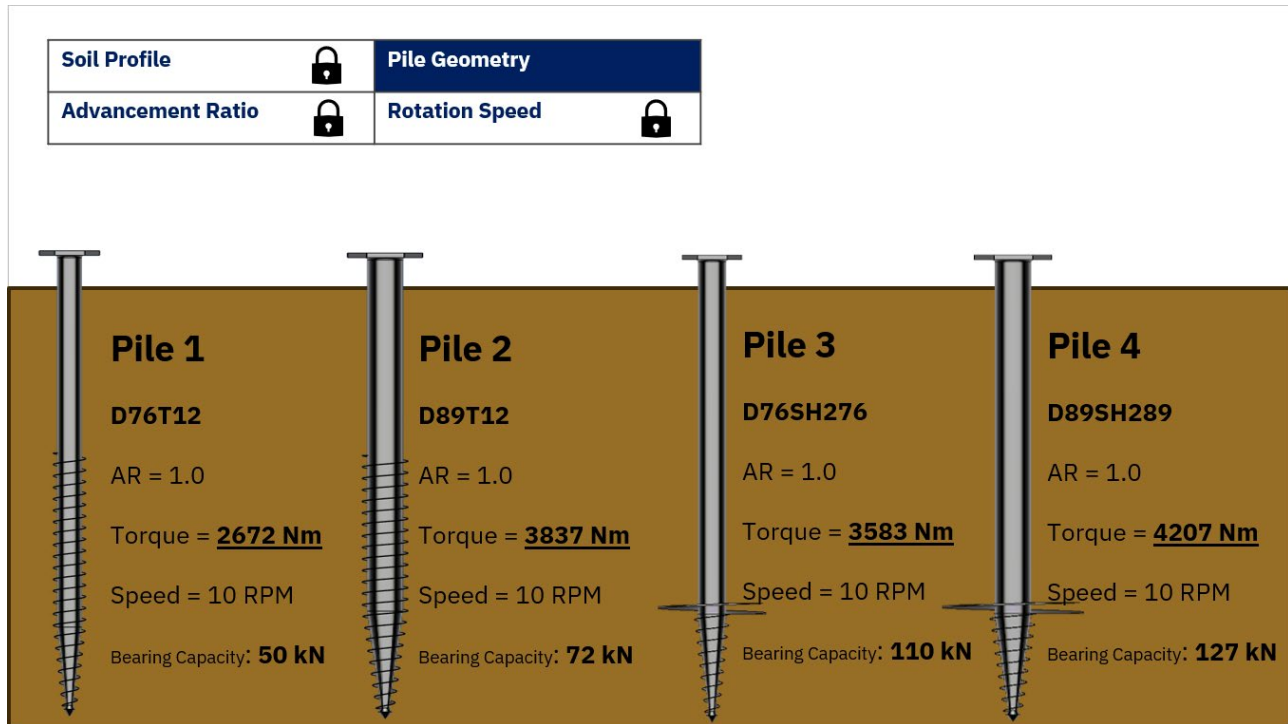 Soil Profile
Pile Geometry
Advancement Ratio
Rotation Speed
Pile 1
D76T12
AR = 1.0
Torque = 2672 Nm
Speed = 10 RPM
Bearing Capacity: 50 kN
Pile 2
D89T12
AR = 1.0
Torque = 3837 Nm
Speed = 10 RPM
Bearing Capacity: 72 kN
Pile 3
D76SH276
AR = 1.0
Torque = 3583 Nm
Speed = 10 RPM
Bearing Capacity: 110 kN
Pile 4
D89SH289
AR = 1.0
Torque = 4207 Nm
Speed = 10 RPM
Bearing Capacity: 127 kN